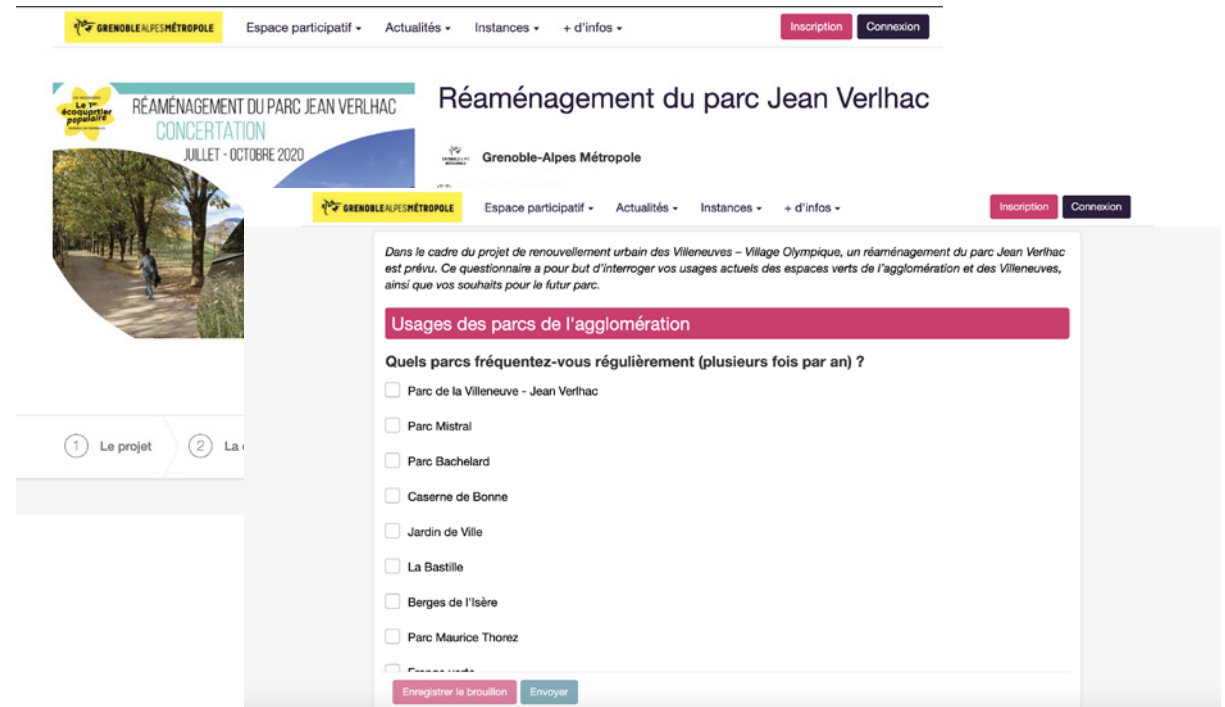 GRENOBLEALPESMÉTROPOLE Espace participatif Actualités Instances + d'infos Inscription Connexion
Le 1er
écoquartier
populaire
RÉAMÉNAGEMENT DU PARC JEAN VERLHAC
CONCERTATION
JUILLET - OCTOBRE 2020
Réaménagement du parc Jean Verlhac
Grenoble-Alpes Métropole
1 Le projet 2 La
GRENOBLEALPESMÉTROPOLE Espace participatif Actualités Instances + d'infos Inscription Connexion
Dans le cadre du projet de renouvellement urbain des Villeneuves – Village Olympique, un réaménagement du parc Jean Verlhac
est prévu. Ce questionnaire a pour but d'interroger vos usages actuels des espaces verts de l'agglomération et des Villeneuves,
ainsi que vos souhaits pour le futur parc.
Usages des parcs de l'agglomération
Quels parcs fréquentez-vous régulièrement (plusieurs fois par an) ?
Parc de la Villeneuve - Jean Verlhac
Parc Mistral
Parc Bachelard
Caserne de Bonne
Jardin de Ville
La Bastille
Berges de l'Isère
Parc Maurice Thorez
Enregistrer le brouillon Envoyer